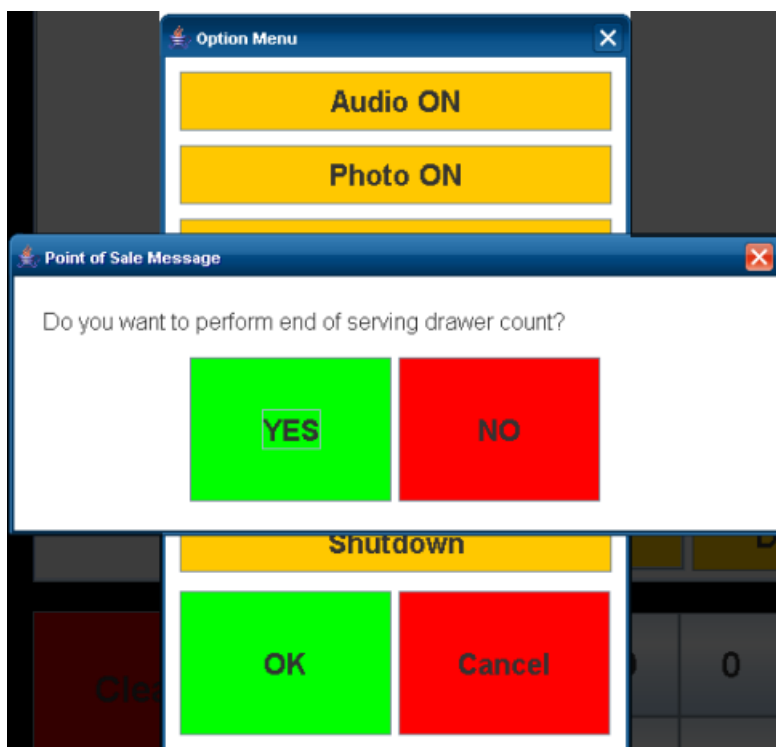 Option Menu
Audio ON
Photo ON
Point of Sale Message
Do you want to perform end of serving drawer count?
YES NO
Shutdown
OK Cancel
0